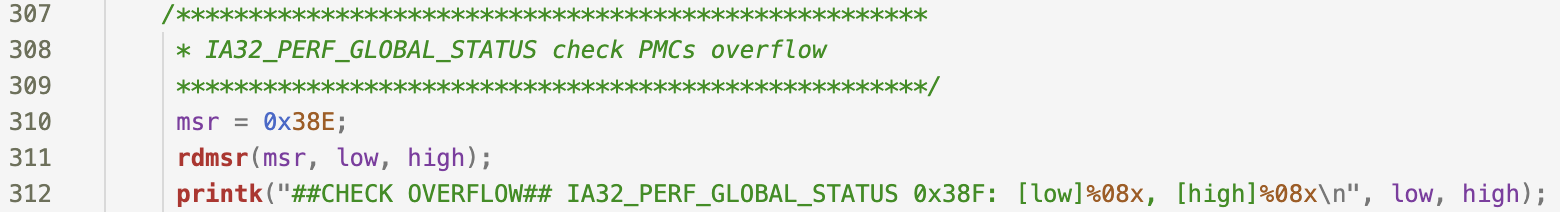 307 /****************************************************
308 * IA32_PERF_GLOBAL_STATUS check PMCs overflow
309 ****************************************************/
310 msr = 0x38E;
311 rdmsr(msr, low, high);
312 printk("##CHECK OVERFLOW## IA32_PERF_GLOBAL_STATUS 0x38F: [low]%08x, [high]%08x\n", low, high);